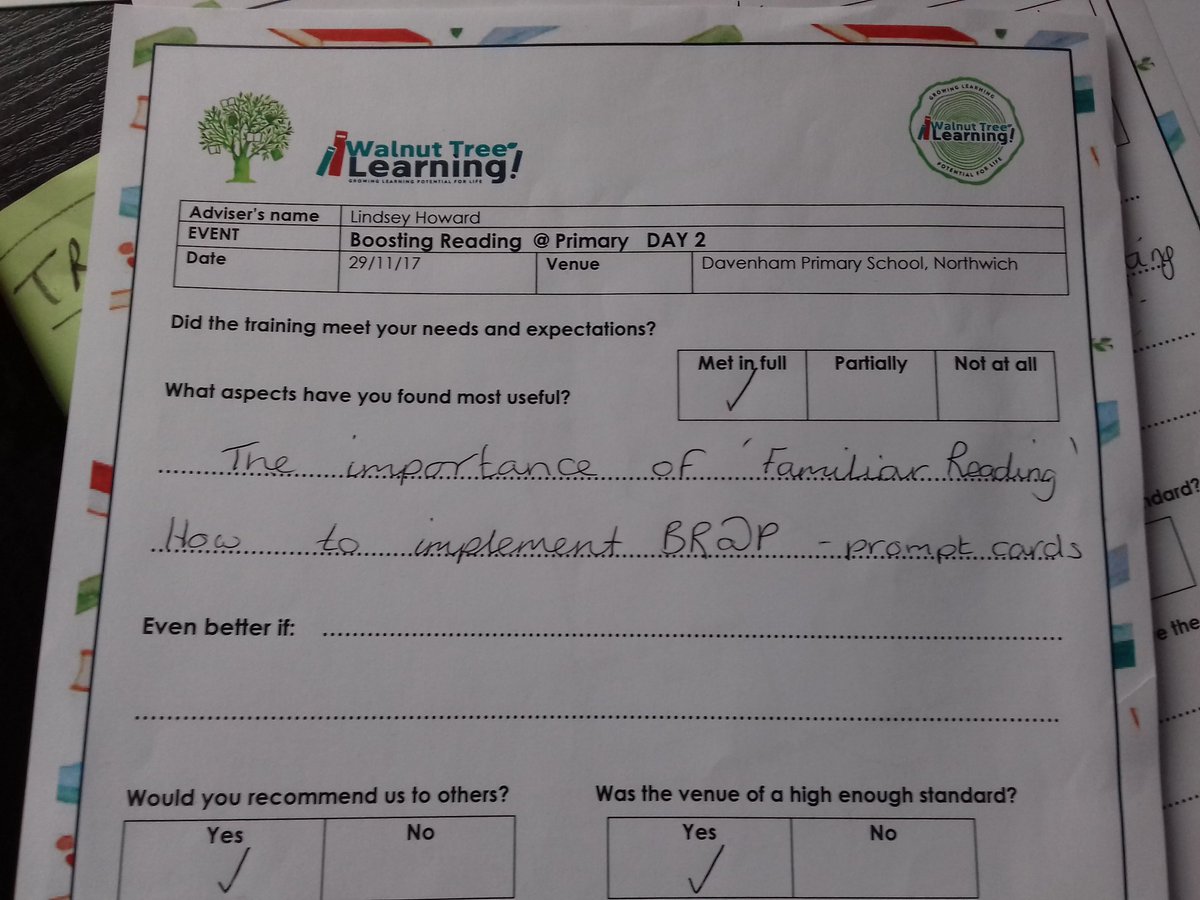 Walnut Tree
Learning!
GROWING LEARNING POTENTIAL FOR LIFE
GROWING LEARNING
Walnut Tree
Learning!
POTENTIAL FOR LIFE
Adviser's name Lindsey Howard
EVENT Boosting Reading @ Primary DAY 2
Date 29/11/17 Venue Davenham Primary School, Northwich
Did the training meet your needs and expectations?
Met in full Partially Not at all
What aspects have you found most useful?
The importance of 'Familiar Reading'
How to implement BR@P - prompt cards
Even better if:
Would you recommend us to others? Was the venue of a high enough standard?
Yes No Yes No
TR
ndard?
e the